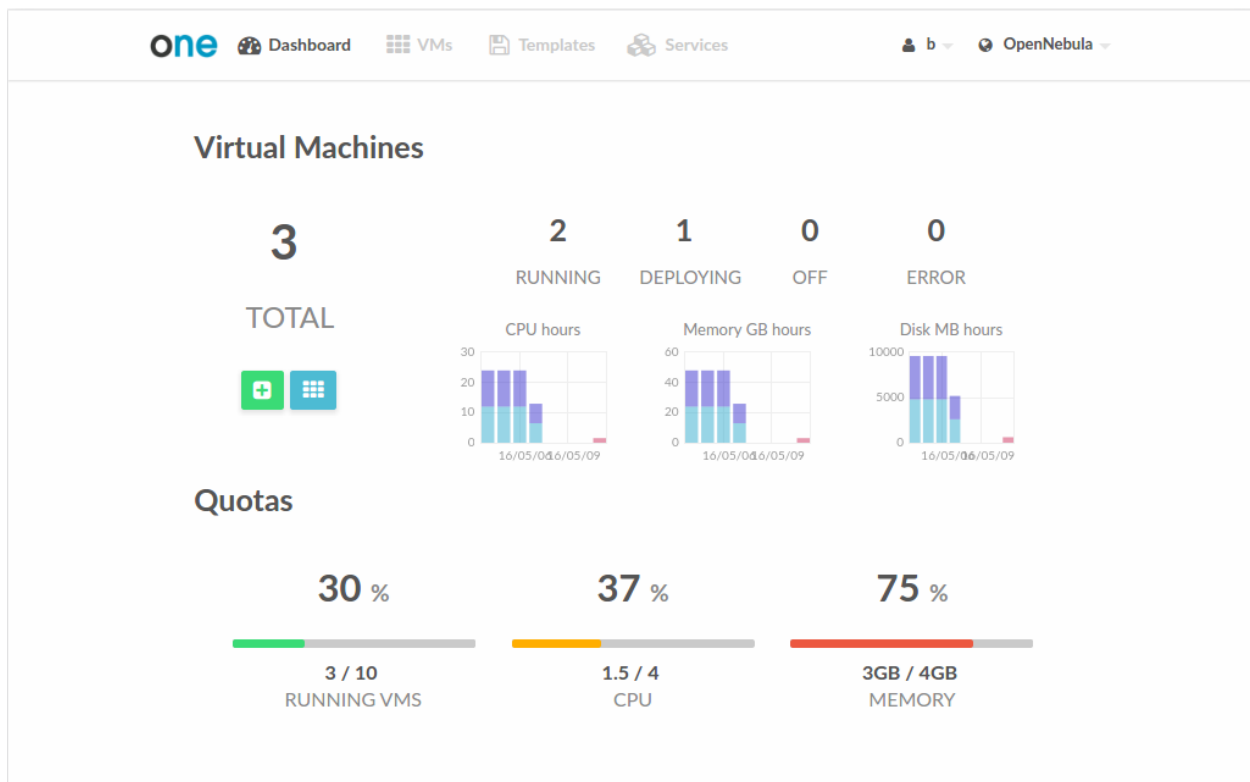 one Dashboard VMs Templates Services b OpenNebula
Virtual Machines
3
TOTAL
2 1 0 0
RUNNING DEPLOYING OFF ERROR
CPU hours Memory GB hours Disk MB hours
30 60 10000
20 40
5000
10 20
0 0 0
16/05/06 16/05/09 16/05/06 16/05/09 16/05/06 16/05/09
Quotas
30 % 37 % 75 %
3 / 10 1.5 / 4 3GB / 4GB
RUNNING VMS CPU MEMORY